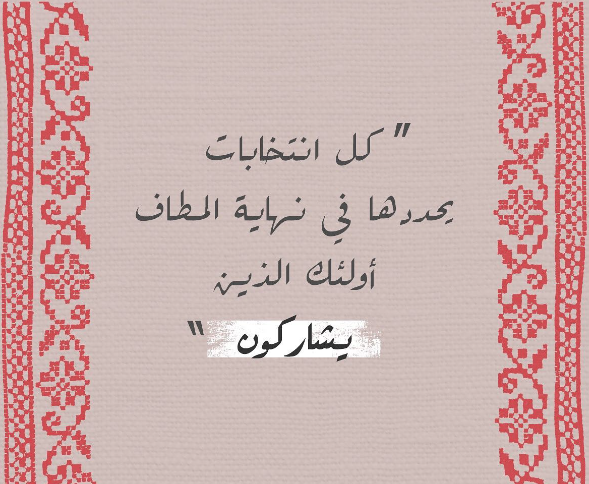 "كل انتخابات
يحددها في نهاية المطاف
أولئك الذين
يشاركون"